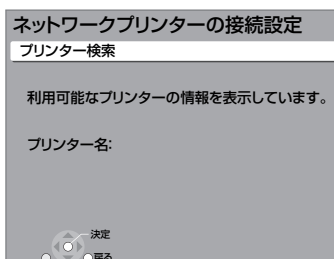 ネットワークプリンターの接続設定
プリンター検索
利用可能なプリンターの情報を表示しています。
プリンター名:
決定
戻る